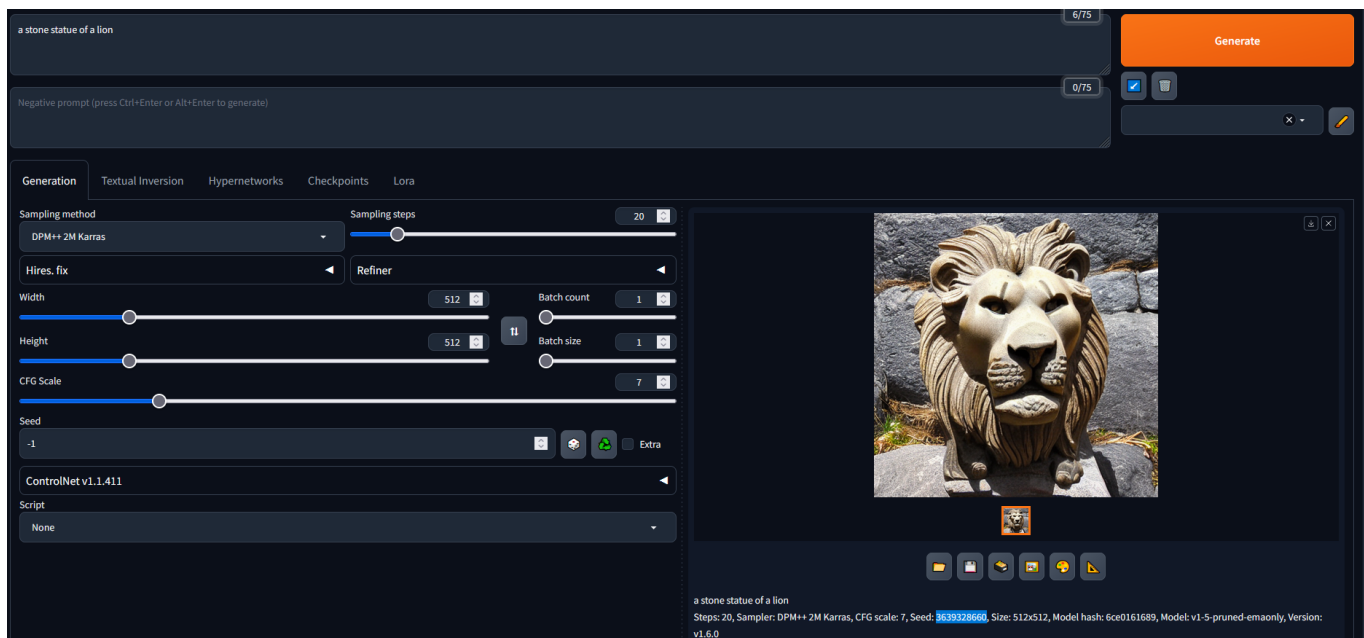 6/75
a stone statue of a lion
Generate
0/75
Negative prompt (press Ctrl+Enter or Alt+Enter to generate)
Generation Textual Inversion Hypernetworks Checkpoints Lora
Sampling method
DPM++ 2M Karras
Sampling steps 20
Hires. fix
Refiner
Width 512
Batch count 1
Height 512
Batch size 1
CFG Scale 7
Seed
-1
Extra
ControlNet v1.1.411
Script
None
a stone statue of a lion
Steps: 20, Sampler: DPM++ 2M Karras, CFG scale: 7, Seed: 3639328660, Size: 512x512, Model hash: 6ce0161689, Model: v1-5-pruned-emaonly, Version:
v1.6.0